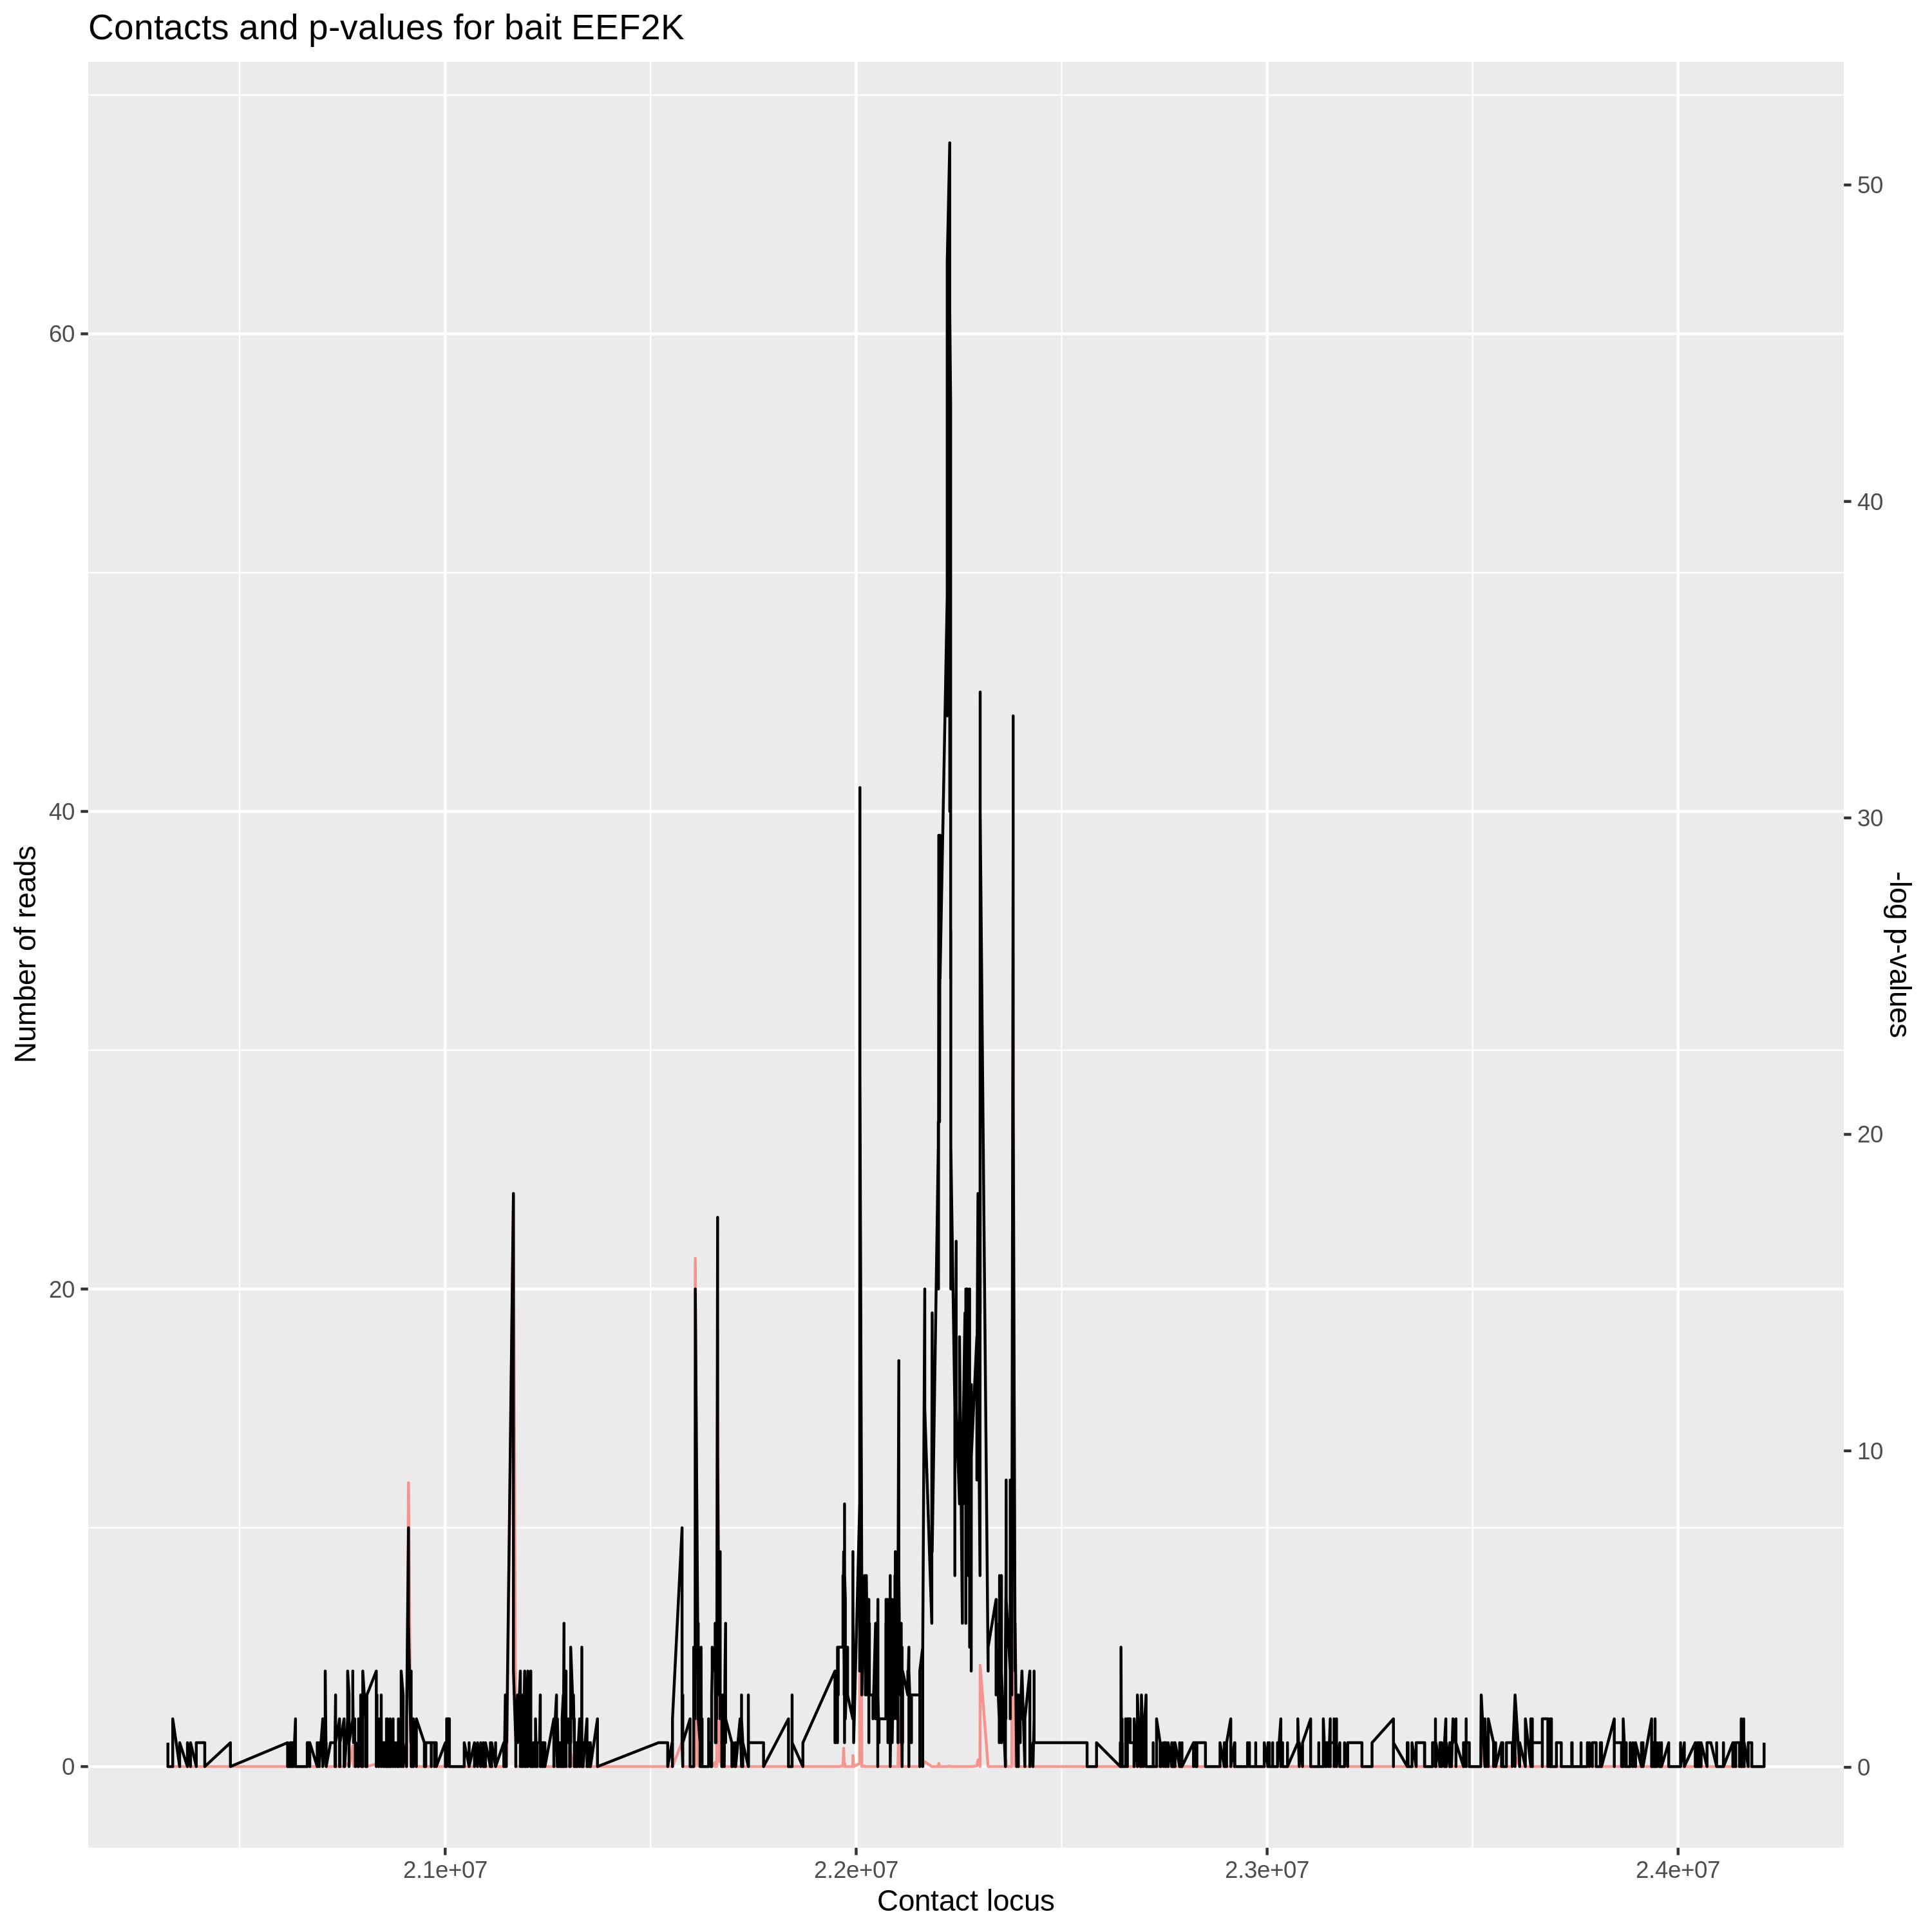 Contacts and p-values for bait EEF2K
60
40
20
0
Number of reads
50
40
30
20
10
0
-log p-values
2.1e+07
2.2e+07
2.3e+07
2.4e+07
Contact locus